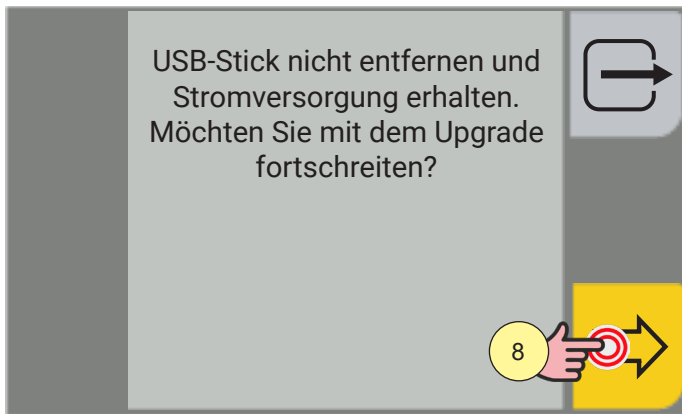 USB-Stick nicht entfernen und
Stromversorgung erhalten.
Möchten Sie mit dem Upgrade
fortschreiten?
8